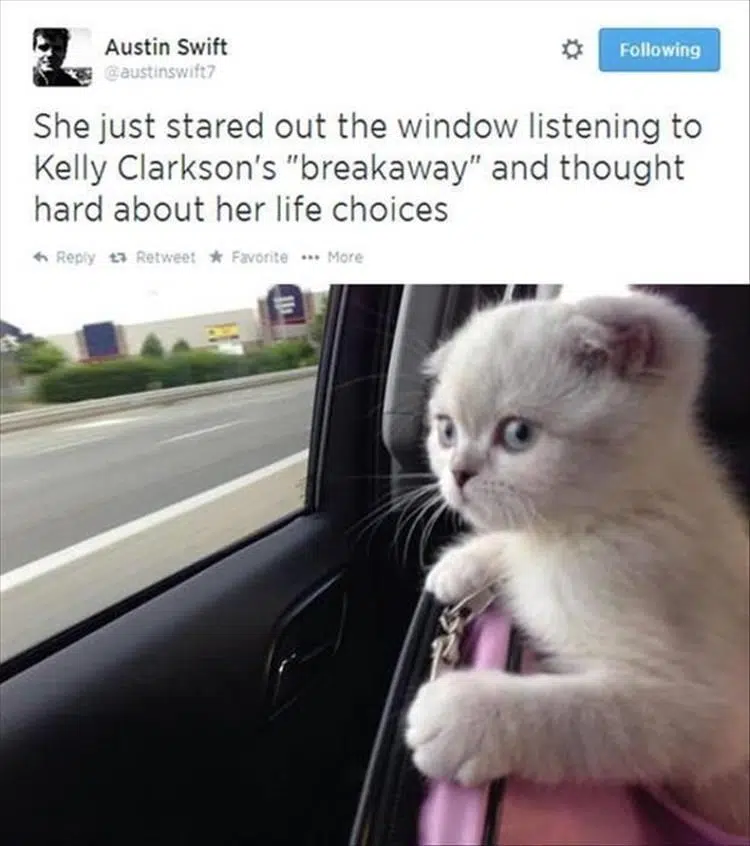 Austin Swift
@austinswift7
Following
She just stared out the window listening to
Kelly Clarkson's "breakaway" and thought
hard about her life choices
Reply Retweet Favorite More